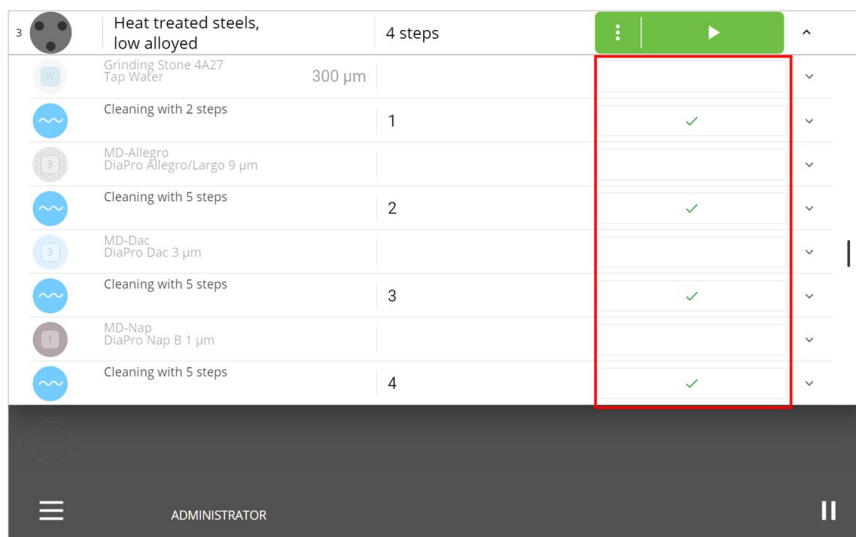 3
Heat treated steels,
low alloyed
4 steps
W
Grinding Stone 4A27
Tap Water
300 µm
Cleaning with 2 steps
1
9
MD-Allegro
DiaPro Allegro/Largo 9 µm
Cleaning with 5 steps
2
3
MD-Dac
DiaPro Dac 3 µm
Cleaning with 5 steps
3
1
MD-Nap
DiaPro Nap B 1 µm
Cleaning with 5 steps
4
ADMINISTRATOR